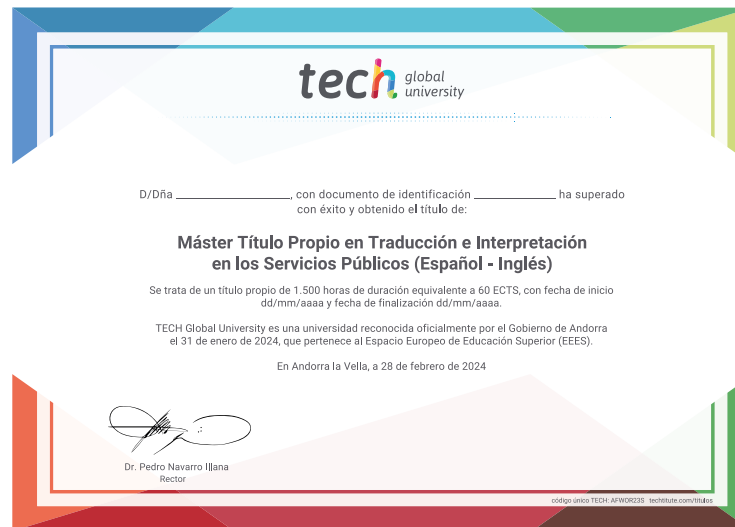 tech global university
D/Dña ____________________, con documento de identificación ______________ ha superado
con éxito y obtenido el título de:
Máster Título Propio en Traducción e Interpretación
en los Servicios Públicos (Español - Inglés)
Se trata de un título propio de 1.500 horas de duración equivalente a 60 ECTS, con fecha de inicio
dd/mm/aaaa y fecha de finalización dd/mm/aaaa.
TECH Global University es una universidad reconocida oficialmente por el Gobierno de Andorra
el 31 de enero de 2024, que pertenece al Espacio Europeo de Educación Superior (EEES).
En Andorra la Vella, a 28 de febrero de 2024
Dr. Pedro Navarro Illana
Rector
código único TECH: AFWOR23S techtitute.com/titulos